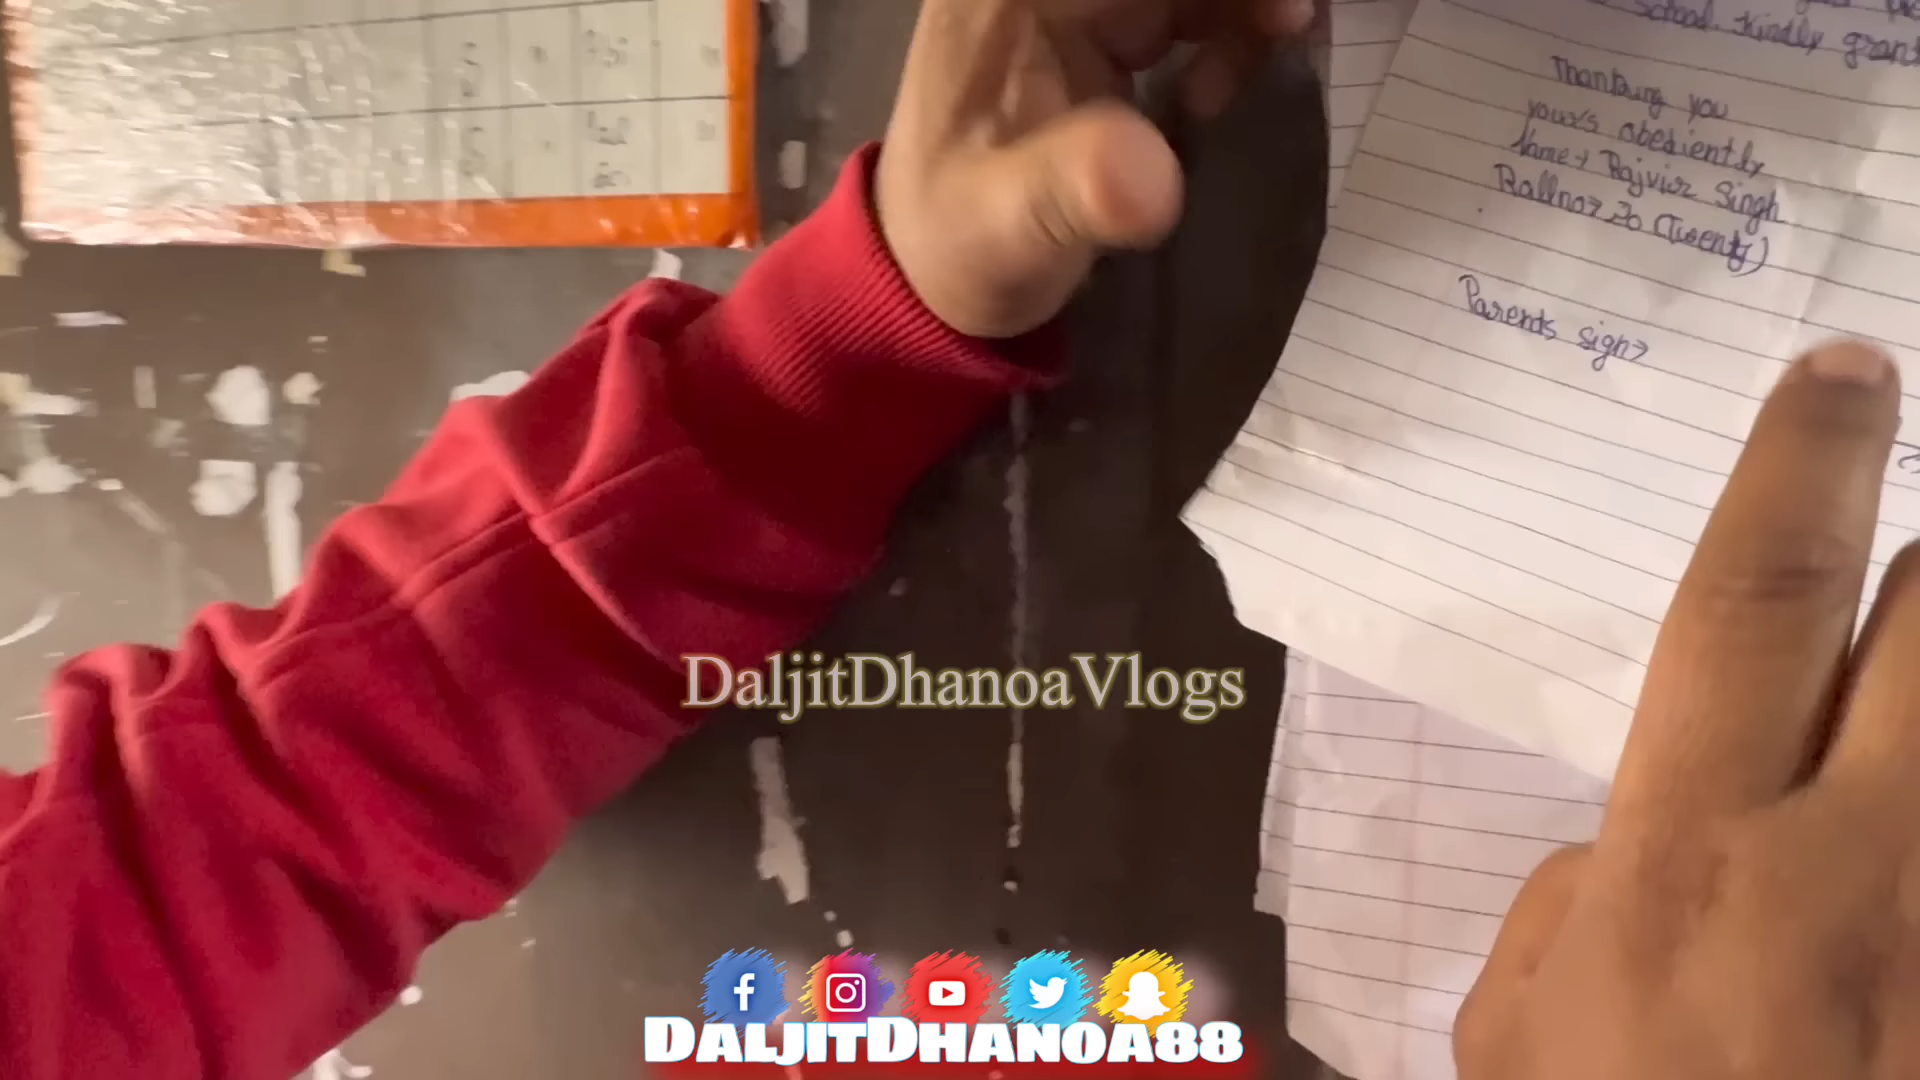 School. Kindly grant
Thanking you
yours obediently
Name → Rajvir Singh
Rollno→ 20 (Twenty)
Parents sign→
DaljitDhanoaVlogs
DaljitDhanoa88